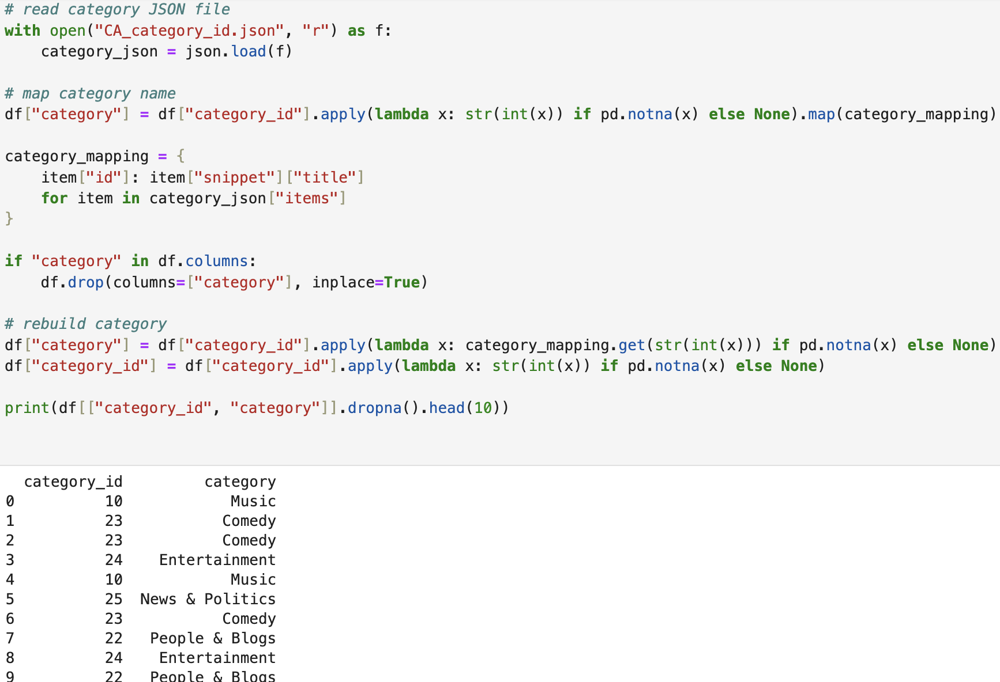 # read category JSON file
with open("CA_category_id.json", "r") as f:
    category_json = json.load(f)

# map category name
df["category"] = df["category_id"].apply(lambda x: str(int(x)) if pd.notna(x) else None).map(category_mapping)

category_mapping = {
    item["id"]: item["snippet"]["title"]
    for item in category_json["items"]
}

if "category" in df.columns:
    df.drop(columns=["category"], inplace=True)

# rebuild category
df["category"] = df["category_id"].apply(lambda x: category_mapping.get(str(int(x))) if pd.notna(x) else None)
df["category_id"] = df["category_id"].apply(lambda x: str(int(x)) if pd.notna(x) else None)

print(df[["category_id", "category"]].dropna().head(10))

  category_id         category
0          10            Music
1          23           Comedy
2          23           Comedy
3          24    Entertainment
4          10            Music
5          25  News & Politics
6          23           Comedy
7          22   People & Blogs
8          24    Entertainment
9          22   People & Blogs